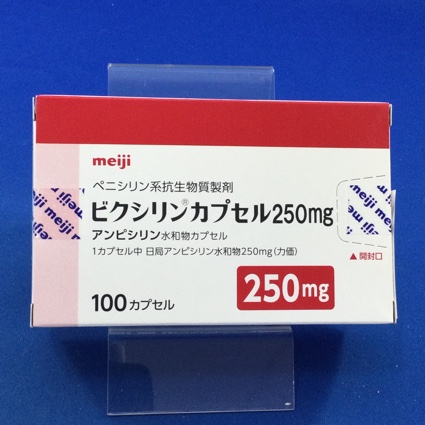 meiji
ペニシリン系抗生物質製剤
ビクシリン®カプセル250mg
アンピシリン水和物カプセル
1カプセル中 日局アンピシリン水和物250mg(力価)
▲開封口
100カプセル
250mg
meiji meiji